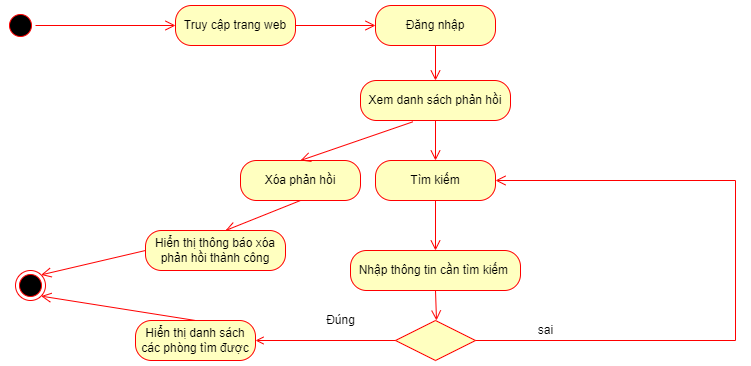 Truy cập trang web
Đăng nhập
Xem danh sách phản hồi
Xóa phản hồi
Tìm kiếm
Hiển thị thông báo xóa
phản hồi thành công
Nhập thông tin cần tìm kiếm
Đúng
sai
Hiển thị danh sách
các phòng tìm được